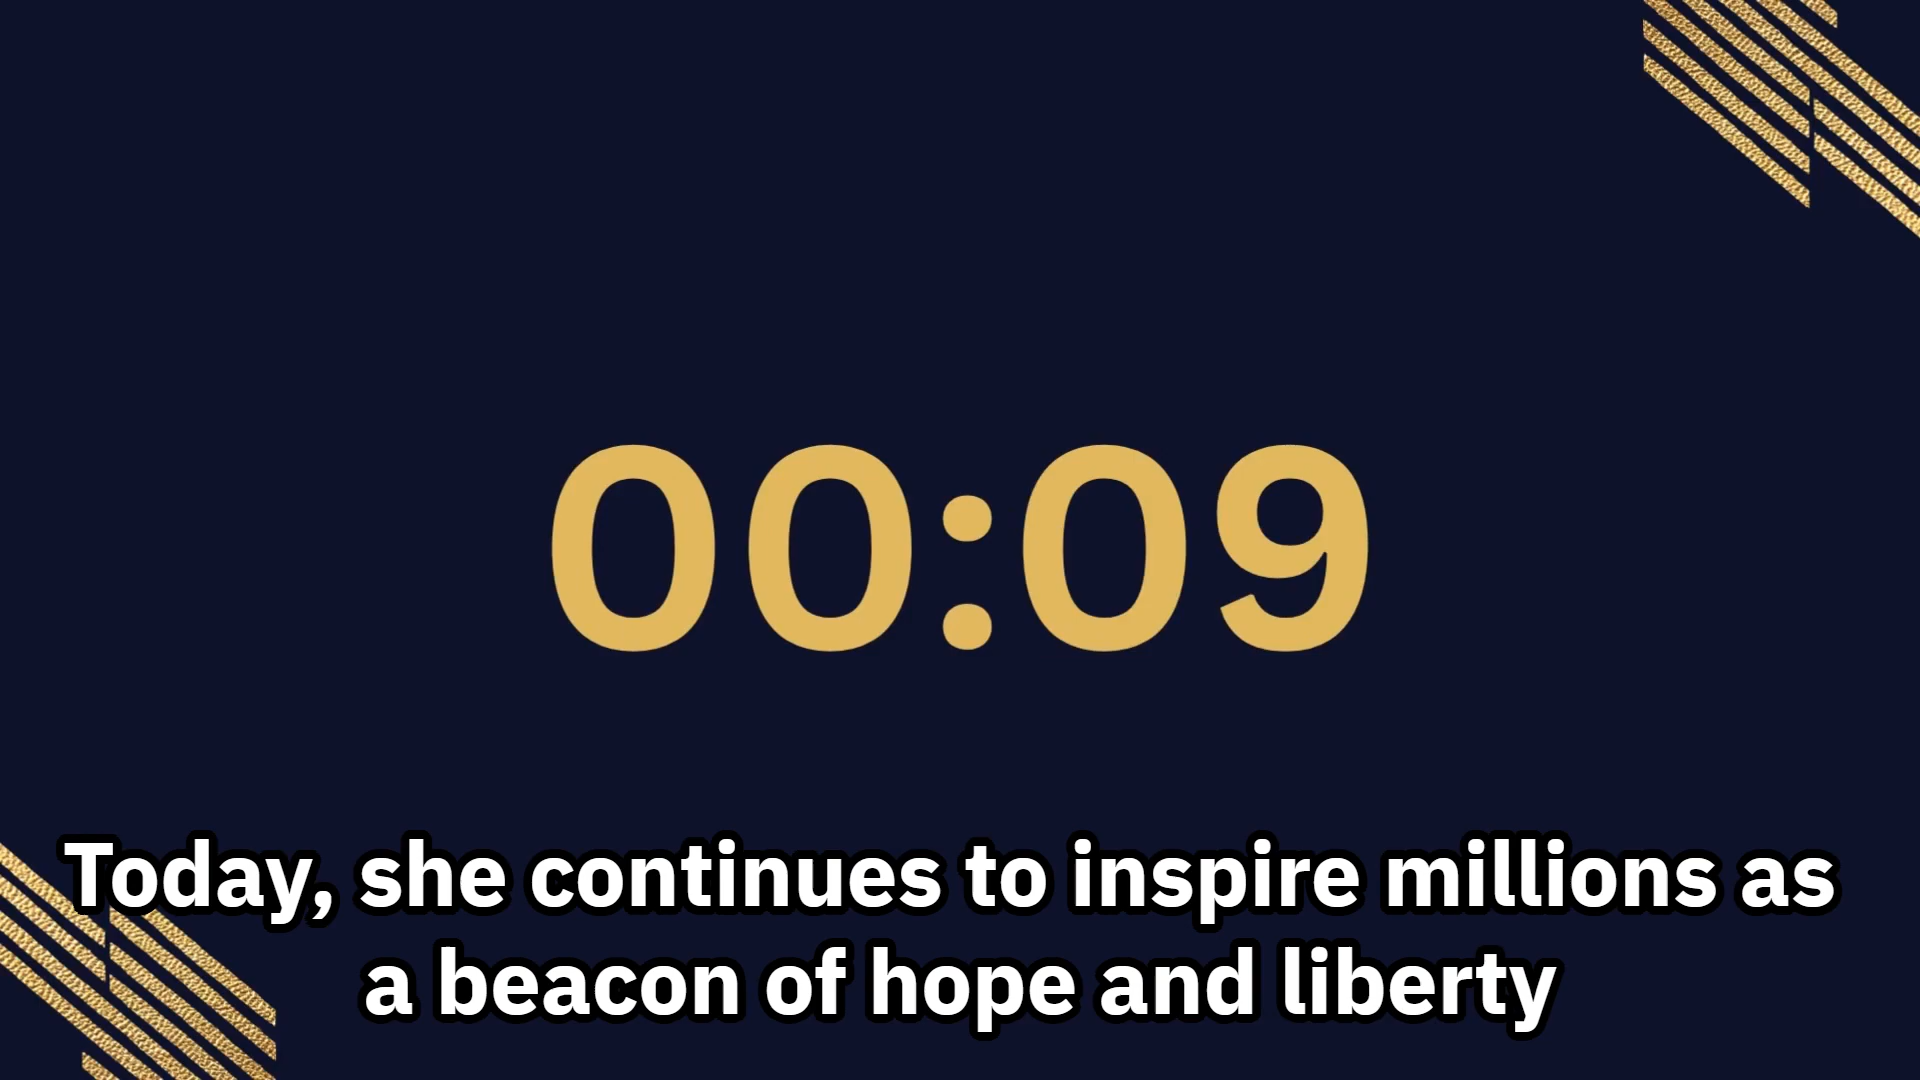 00:09
Today, she continues to inspire millions as
a beacon of hope and liberty